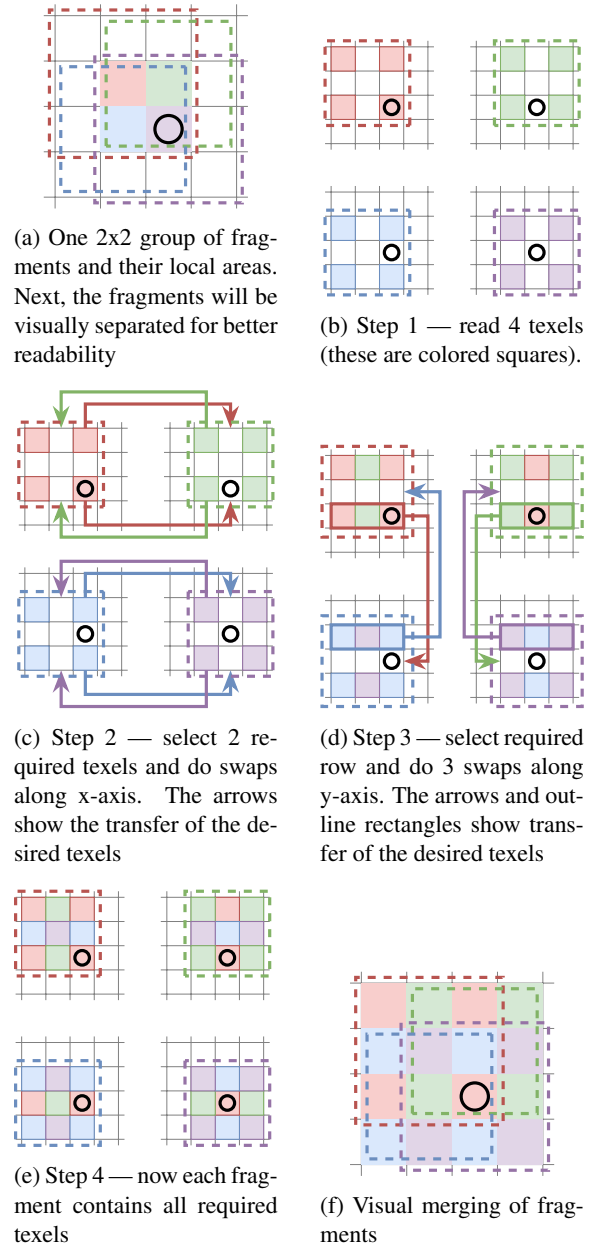 (a) One 2x2 group of frag-
ments and their local areas.
Next, the fragments will be
visually separated for better
readability
(b) Step 1 — read 4 texels
(these are colored squares).
(c) Step 2 — select 2 re-
quired texels and do swaps
along x-axis. The arrows
show the transfer of the de-
sired texels
(d) Step 3 — select required
row and do 3 swaps along
y-axis. The arrows and out-
line rectangles show trans-
fer of the desired texels
(e) Step 4 — now each frag-
ment contains all required
texels
(f) Visual merging of frag-
ments